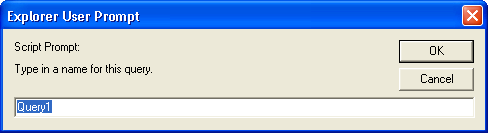 Explorer User Prompt
Script Prompt:
OK
Type in a name for this query.
Cancel
Query1